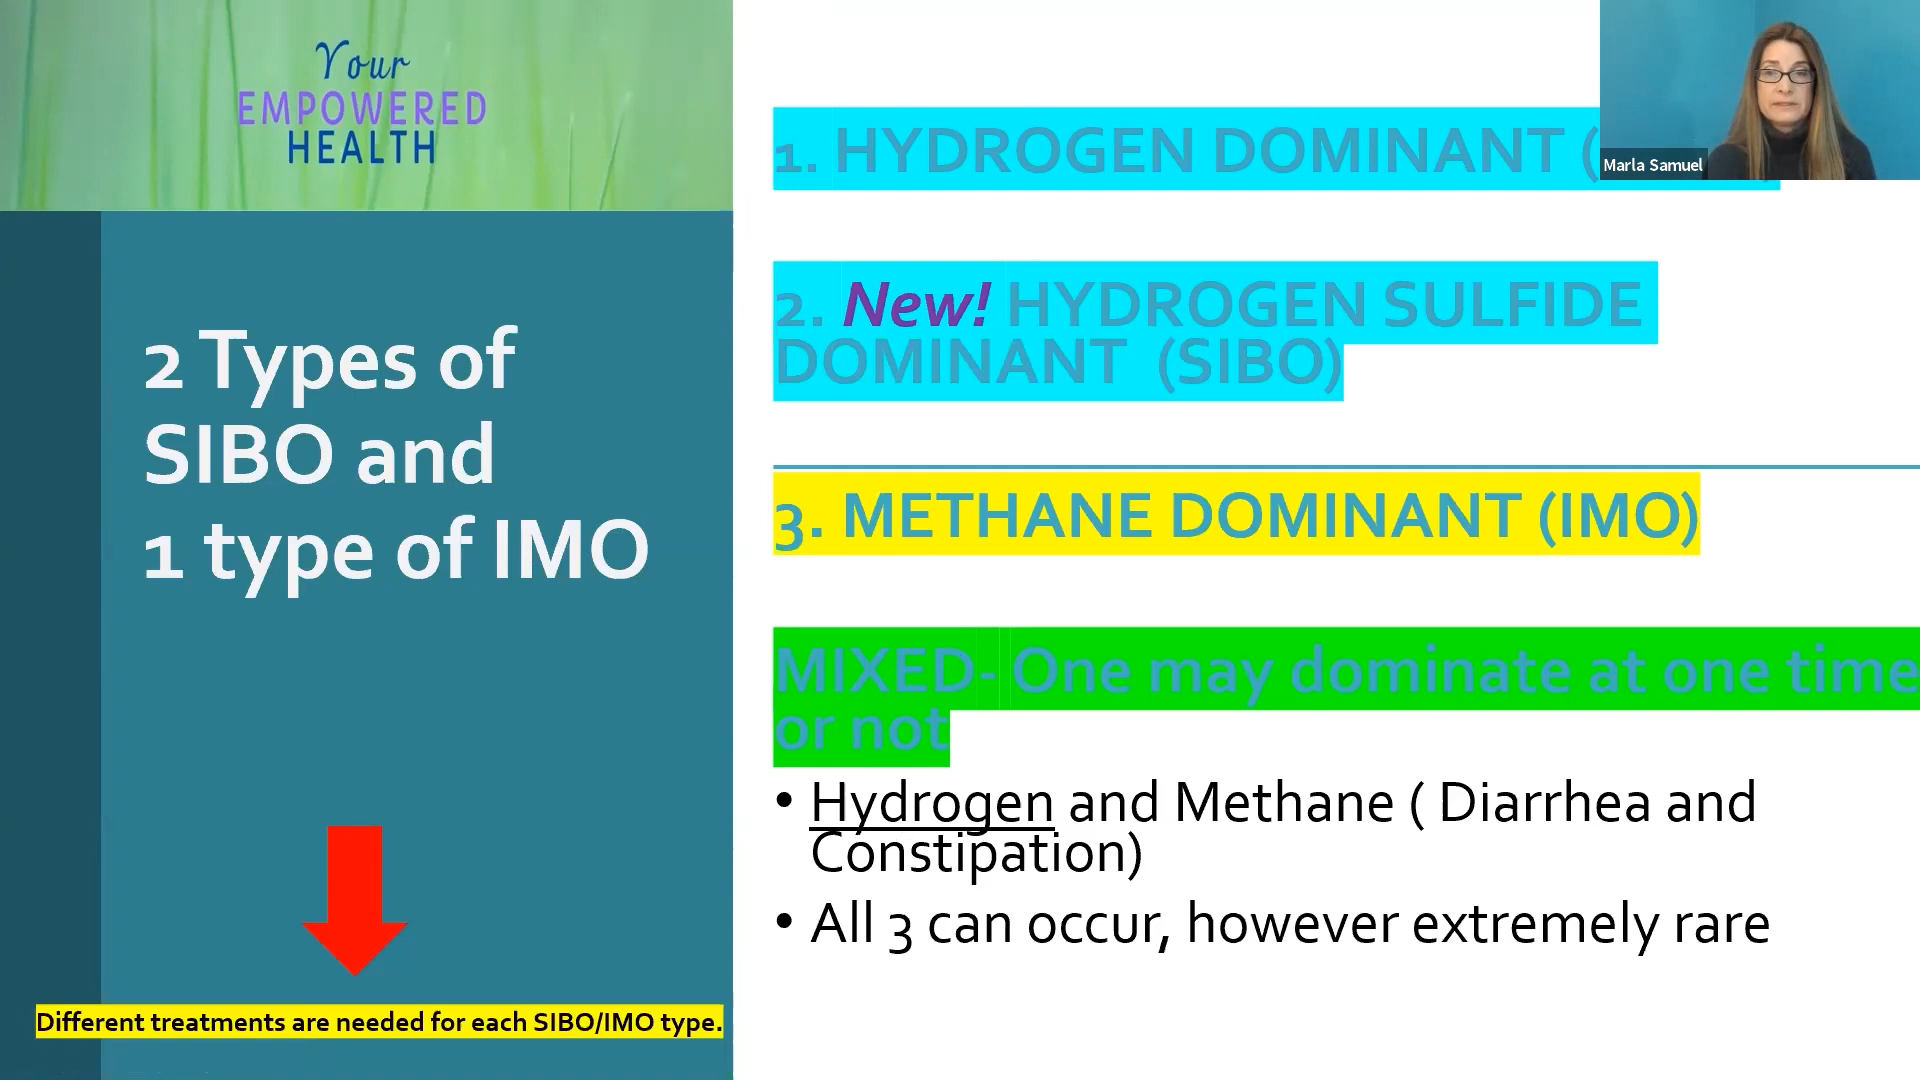 Your
EMPOWERED
HEALTH
2 Types of
SIBO and
1 type of IMO
Different treatments are needed for each SIBO/IMO type.
1. HYDROGEN DOMINANT (
2. New! HYDROGEN SULFIDE
DOMINANT (SIBO)
3. METHANE DOMINANT (IMO)
MIXED- One may dominate at one time
or not
• Hydrogen and Methane ( Diarrhea and
Constipation)
• All 3 can occur, however extremely rare
Marla Samuel